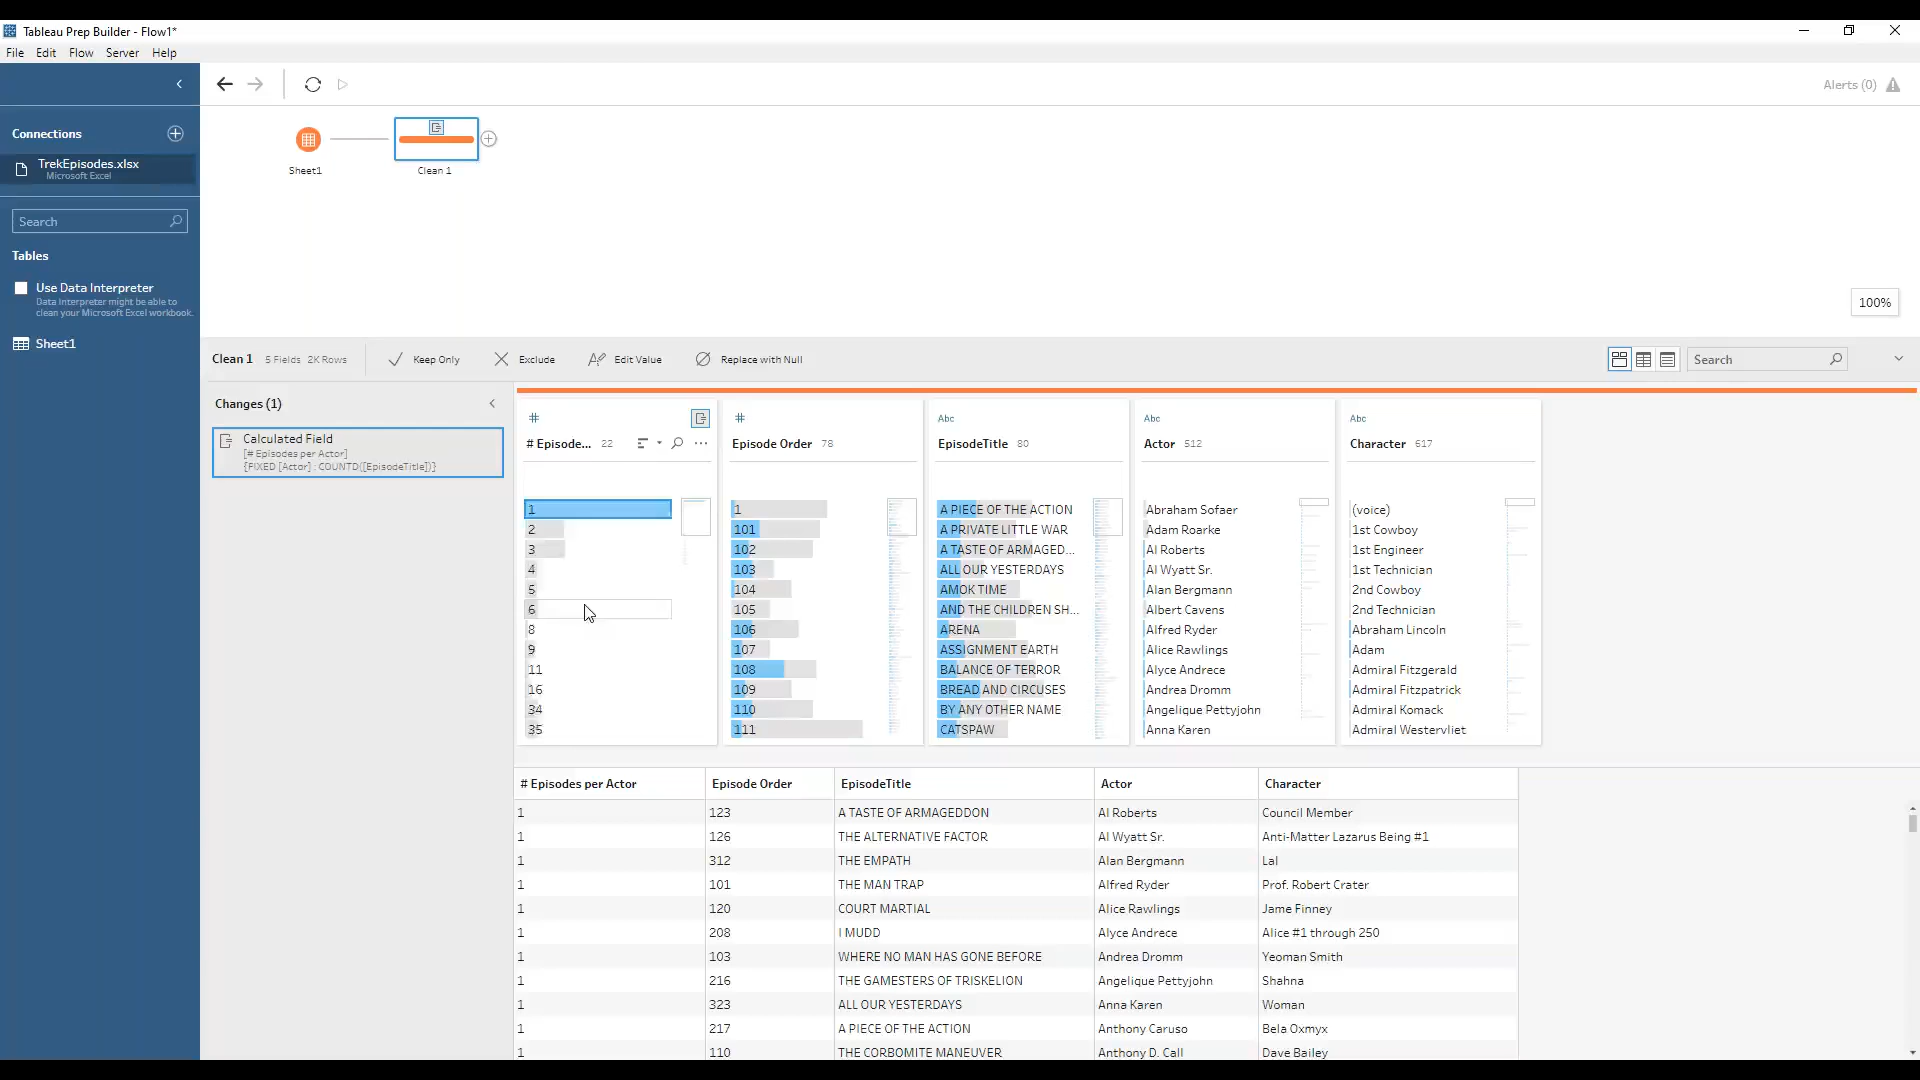 Tableau Prep Builder - Flow1*
File Edit Flow Server Help
Alerts (0)
Connections
TrekEpisodes.xlsx
Microsoft Excel
Search
Tables
Use Data Interpreter
Data Interpreter might be able to
clean your Microsoft Excel workbook.
Sheet1
Sheet1
Clean 1
100%
Clean 1 5 Fields 2K Rows Keep Only Exclude Edit Value Replace with Null Search
Changes (1)
Calculated Field
[# Episodes per Actor]
{FIXED [Actor] : COUNTD([EpisodeTitle])}
#
# Episode... 22
1
2
3
4
5
6
8
9
11
16
34
35
#
Episode Order 78
1
101
102
103
104
105
106
107
108
109
110
111
Abc
EpisodeTitle 80
A PIECE OF THE ACTION
A PRIVATE LITTLE WAR
A TASTE OF ARMAGED...
ALL OUR YESTERDAYS
AMOK TIME
AND THE CHILDREN SH...
ARENA
ASSIGNMENT EARTH
BALANCE OF TERROR
BREAD AND CIRCUSES
BY ANY OTHER NAME
CATSPAW
Abc
Actor 512
Abraham Sofaer
Adam Roarke
Al Roberts
Al Wyatt Sr.
Alan Bergmann
Albert Cavens
Alfred Ryder
Alice Rawlings
Alyce Andrece
Andrea Dromm
Angelique Pettyjohn
Anna Karen
Abc
Character 617
(voice)
1st Cowboy
1st Engineer
1st Technician
2nd Cowboy
2nd Technician
Abraham Lincoln
Adam
Admiral Fitzgerald
Admiral Fitzpatrick
Admiral Komack
Admiral Westervliet
# Episodes per Actor Episode Order EpisodeTitle Actor Character
1 123 A TASTE OF ARMAGEDDON Al Roberts Council Member
1 126 THE ALTERNATIVE FACTOR Al Wyatt Sr. Anti-Matter Lazarus Being #1
1 312 THE EMPATH Alan Bergmann Lal
1 101 THE MAN TRAP Alfred Ryder Prof. Robert Crater
1 120 COURT MARTIAL Alice Rawlings Jame Finney
1 208 I MUDD Alyce Andrece Alice #1 through 250
1 103 WHERE NO MAN HAS GONE BEFORE Andrea Dromm Yeoman Smith
1 216 THE GAMESTERS OF TRISKELION Angelique Pettyjohn Shahna
1 323 ALL OUR YESTERDAYS Anna Karen Woman
1 217 A PIECE OF THE ACTION Anthony Caruso Bela Oxmyx
1 110 THE CORBOMITE MANEUVER Anthony D. Call Dave Bailey